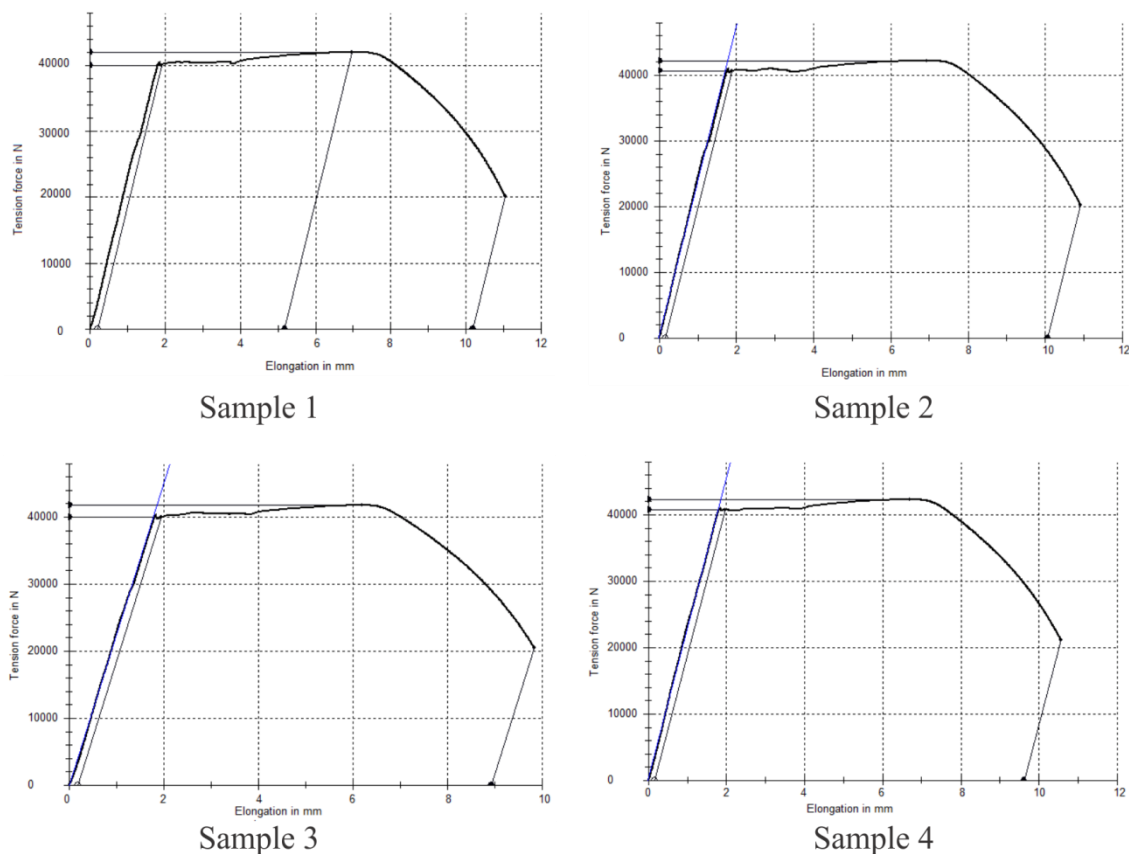 Tension force in N
40000
30000
20000
10000
0
0 2 4 6 8 10 12
Elongation in mm
Sample 1
Tension force in N
40000
30000
20000
10000
0
0 2 4 6 8 10 12
Elongation in mm
Sample 2
Tension force in N
40000
30000
20000
10000
0
0 2 4 6 8 10
Elongation in mm
Sample 3
Tension force in N
40000
30000
20000
10000
0
0 2 4 6 8 10 12
Elongation in mm
Sample 4